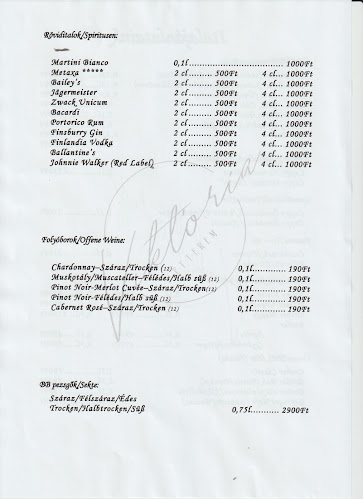 Röviditalok/Spirituosen:
Martini Bianco 0,1l................................... 1000Ft
Metaxa ***** 2 cl......... 500Ft 4 cl... 1000Ft
Bailey's 2 cl......... 500Ft 4 cl... 1000Ft
Jägermeister 2 cl......... 500Ft 4 cl... 1000Ft
Zwack Unicum 2 cl......... 500Ft 4 cl... 1000Ft
Bacardi 2 cl......... 500Ft 4 cl... 1000Ft
Portorico Rum 2 cl......... 500Ft 4 cl... 1000Ft
Finsburry Gin 2 cl......... 500Ft 4 cl... 1000Ft
Finlandia Vodka 2 cl......... 500Ft 4 cl... 1000Ft
Ballantine's 2 cl......... 500Ft 4 cl... 1000Ft
Johnnie Walker (Red Label) 2 cl......... 500Ft 4 cl... 1000Ft
Viktória
ÉTTEREM
Folyóborok/Offene Weine:
Chardonnay–Száraz/Trocken (12) 0,1l............ 190Ft
Muskotály/Muscateller–Félédes/Halb süß (12) 0,1l............ 190Ft
Pinot Noir-Merlot Cuvée–Száraz/Trocken(12) 0,1l............ 190Ft
Pinot Noir-Félédes/Halb süß (12) 0,1l............ 190Ft
Cabernet Rosé–Száraz/Trocken (12) 0,1l............ 190Ft
BB pezsgők/Sekte:
Száraz/Félszáraz/Édes
Trocken/Halbtrocken/Süß 0,75l........... 2900Ft